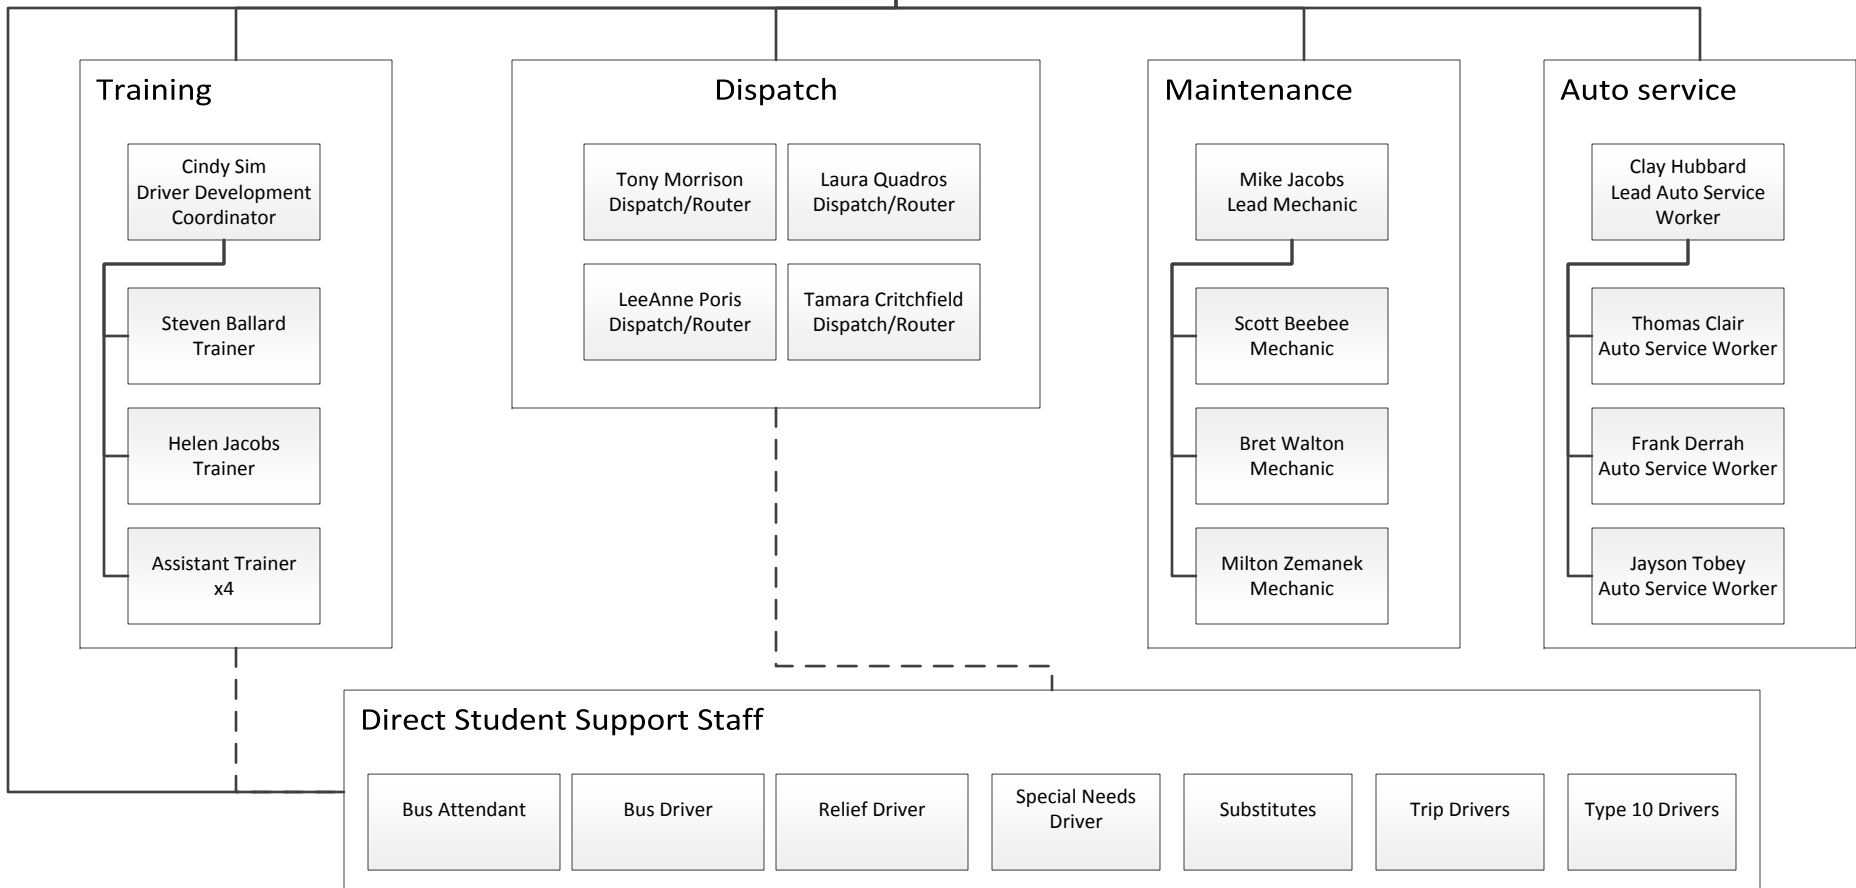 Training
Cindy Sim
Driver Development
Coordinator
Steven Ballard
Trainer
Helen Jacobs
Trainer
Assistant Trainer
x4
Dispatch
Tony Morrison
Dispatch/Router
Laura Quadros
Dispatch/Router
LeeAnne Poris
Dispatch/Router
Tamara Critchfield
Dispatch/Router
Maintenance
Mike Jacobs
Lead Mechanic
Scott Beebee
Mechanic
Bret Walton
Mechanic
Milton Zemanek
Mechanic
Auto service
Clay Hubbard
Lead Auto Service
Worker
Thomas Clair
Auto Service Worker
Frank Derrah
Auto Service Worker
Jayson Tobey
Auto Service Worker
Direct Student Support Staff
Bus Attendant
Bus Driver
Relief Driver
Special Needs
Driver
Substitutes
Trip Drivers
Type 10 Drivers